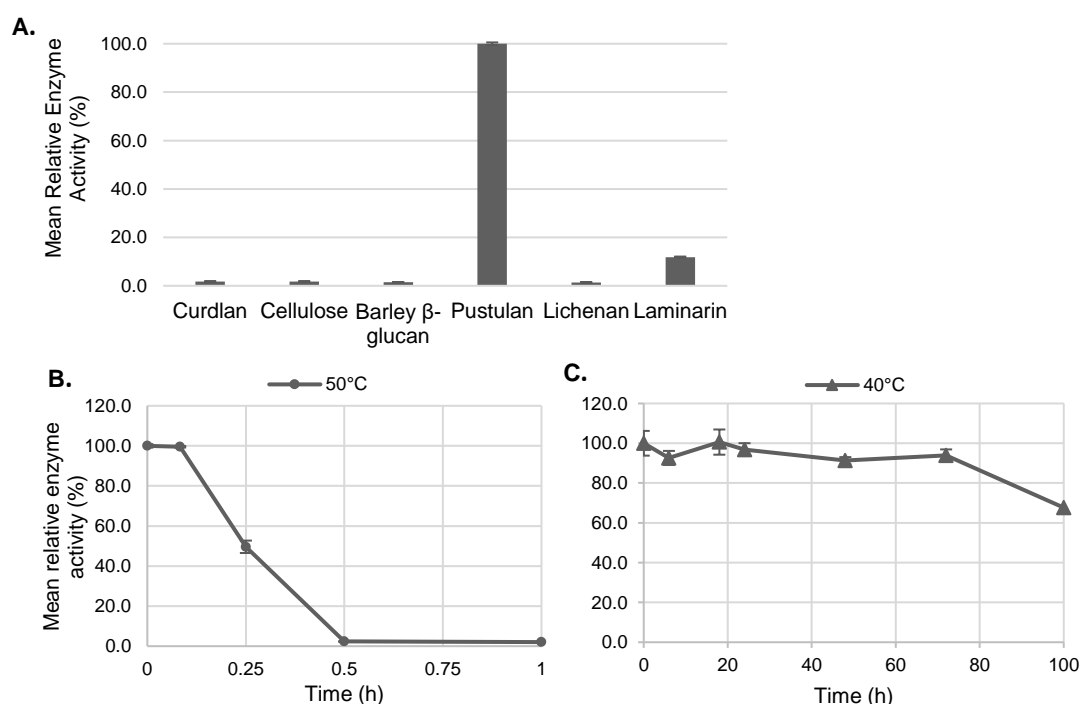 A.
Mean Relative Enzyme
Activity (%)
100.0
80.0
60.0
40.0
20.0
0.0
Curdlan Cellulose Barley β-glucan Pustulan Lichenan Laminarin
B.
50°C
Mean relative enzyme
activity (%)
120.0
100.0
80.0
60.0
40.0
20.0
0.0
0 0.25 0.5 0.75 1
Time (h)
C.
40°C
120.0
100.0
80.0
60.0
40.0
20.0
0.0
0 20 40 60 80 100
Time (h)